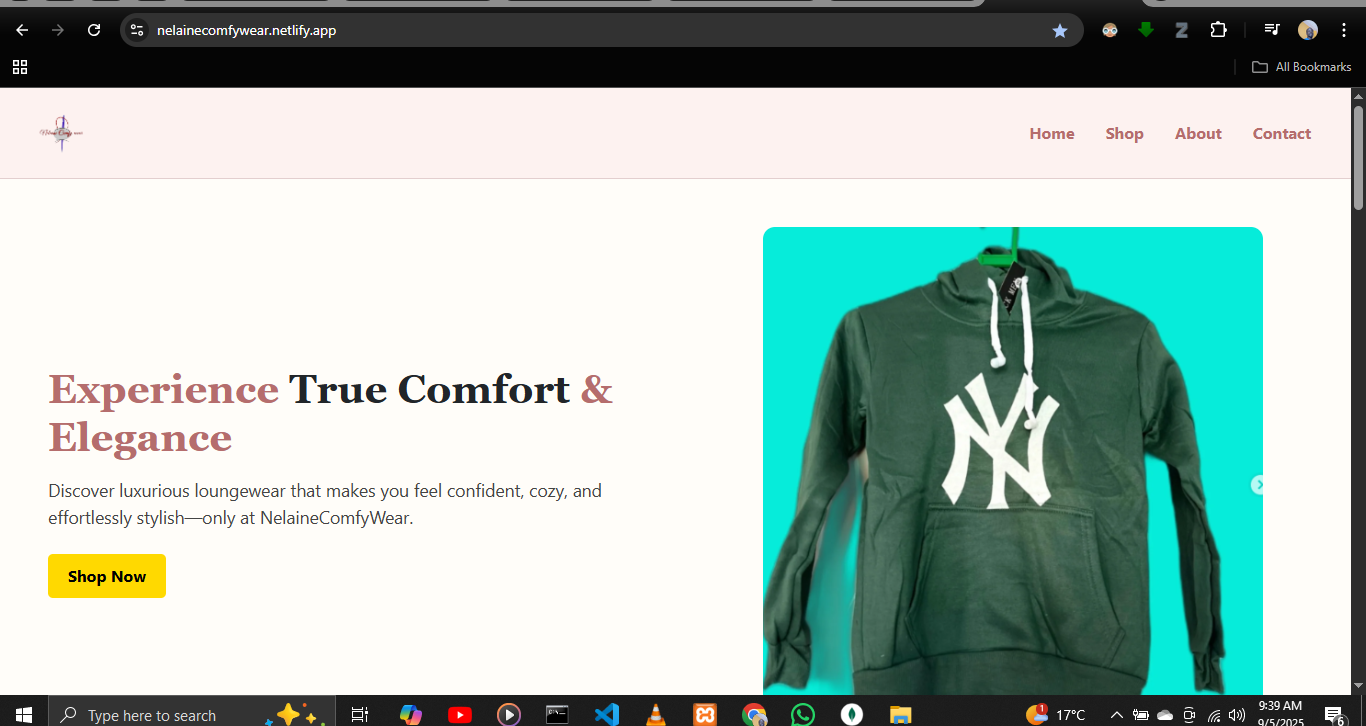 nelainecomfywear.netlify.app
All Bookmarks
Home Shop About Contact
Experience True Comfort &
Elegance
Discover luxurious loungewear that makes you feel confident, cozy, and
effortlessly stylish—only at NelaineComfyWear.
Shop Now
NY
Type here to search
1
17°C
9:39 AM
9/5/2025
6